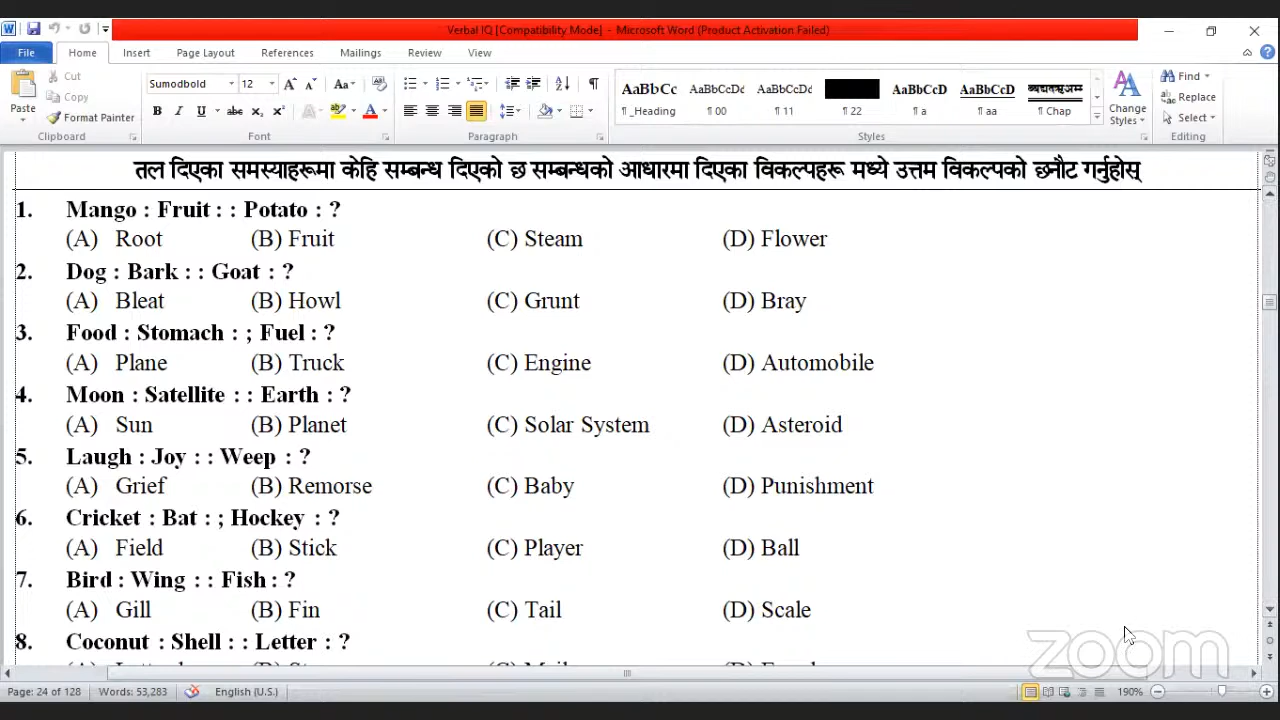 Verbal IQ [Compatibility Mode] - Microsoft Word (Product Activation Failed)
File Home Insert Page Layout References Mailings Review View
Paste Cut Copy Format Painter
Sumodbold 12 Aa
B I U abc x₂ x² A A
AaBbCc AaBbCcDc AaBbCcDc AaBbCcD AaBbCcD
¶ _Heading ¶ 00 ¶ 11 ¶ 22 ¶ a ¶ aa ¶ Chap
Change Styles
Find Replace Select
Clipboard Font Paragraph Styles Editing
तल दिएका समस्याहरूमा केहि सम्बन्ध दिएको छ सम्बन्धको आधारमा दिएका विकल्पहरू मध्ये उत्तम विकल्पको छनौट गर्नुहोस्
1. Mango : Fruit : : Potato : ?
(A) Root (B) Fruit (C) Steam (D) Flower
2. Dog : Bark : : Goat : ?
(A) Bleat (B) Howl (C) Grunt (D) Bray
3. Food : Stomach : ; Fuel : ?
(A) Plane (B) Truck (C) Engine (D) Automobile
4. Moon : Satellite : : Earth : ?
(A) Sun (B) Planet (C) Solar System (D) Asteroid
5. Laugh : Joy : : Weep : ?
(A) Grief (B) Remorse (C) Baby (D) Punishment
6. Cricket : Bat : ; Hockey : ?
(A) Field (B) Stick (C) Player (D) Ball
7. Bird : Wing : : Fish : ?
(A) Gill (B) Fin (C) Tail (D) Scale
8. Coconut : Shell : : Letter : ?
zoom
Page: 24 of 128 Words: 53,283 English (U.S.) 190%